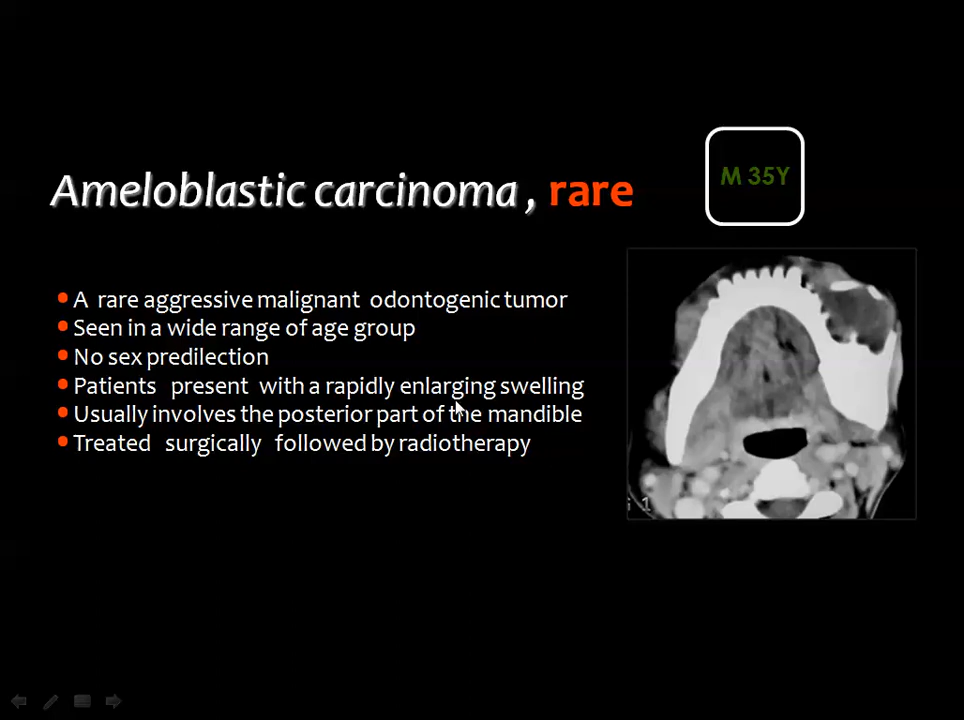 M 35Y
Ameloblastic carcinoma , rare
A rare aggressive malignant odontogenic tumor
Seen in a wide range of age group
No sex predilection
Patients present with a rapidly enlarging swelling
Usually involves the posterior part of the mandible
Treated surgically followed by radiotherapy
i 1